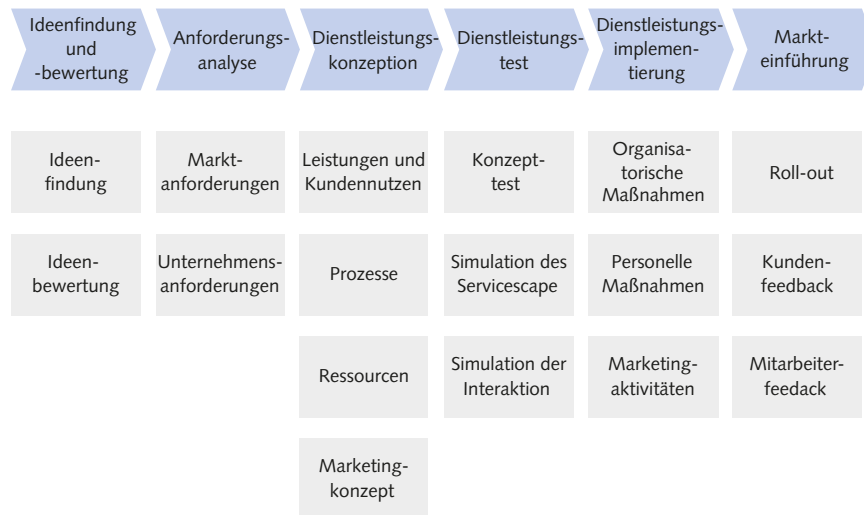 Ideenfindung
und
-bewertung
Anforderungs-
analyse
Dienstleistungs-
konzeption
Dienstleistungs-
test
Dienstleistungs-
implemen-
tierung
Markt-
einführung
Ideen-
findung
Markt-
anforderungen
Leistungen und
Kundennutzen
Konzept-
test
Organisa-
torische
Maßnahmen
Roll-out
Ideen-
bewertung
Unternehmens-
anforderungen
Prozesse
Simulation des
Servicescape
Personelle
Maßnahmen
Kunden-
feedback
Ressourcen
Simulation der
Interaktion
Marketing-
aktivitäten
Mitarbeiter-
feedack
Marketing-
konzept